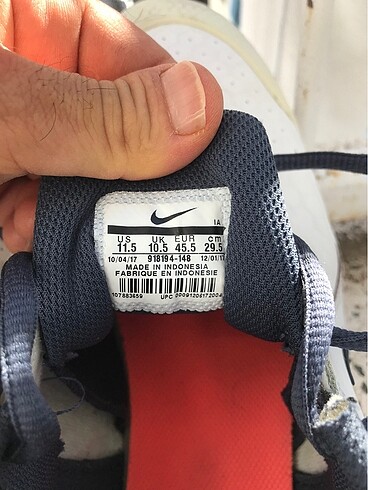 IA
US UK EUR cm
11.5 10.5 45.5 29.5
10/04/17 918194-148 12/01/17
MADE IN INDONESIA
FABRIQUE EN INDONESIE
UPC